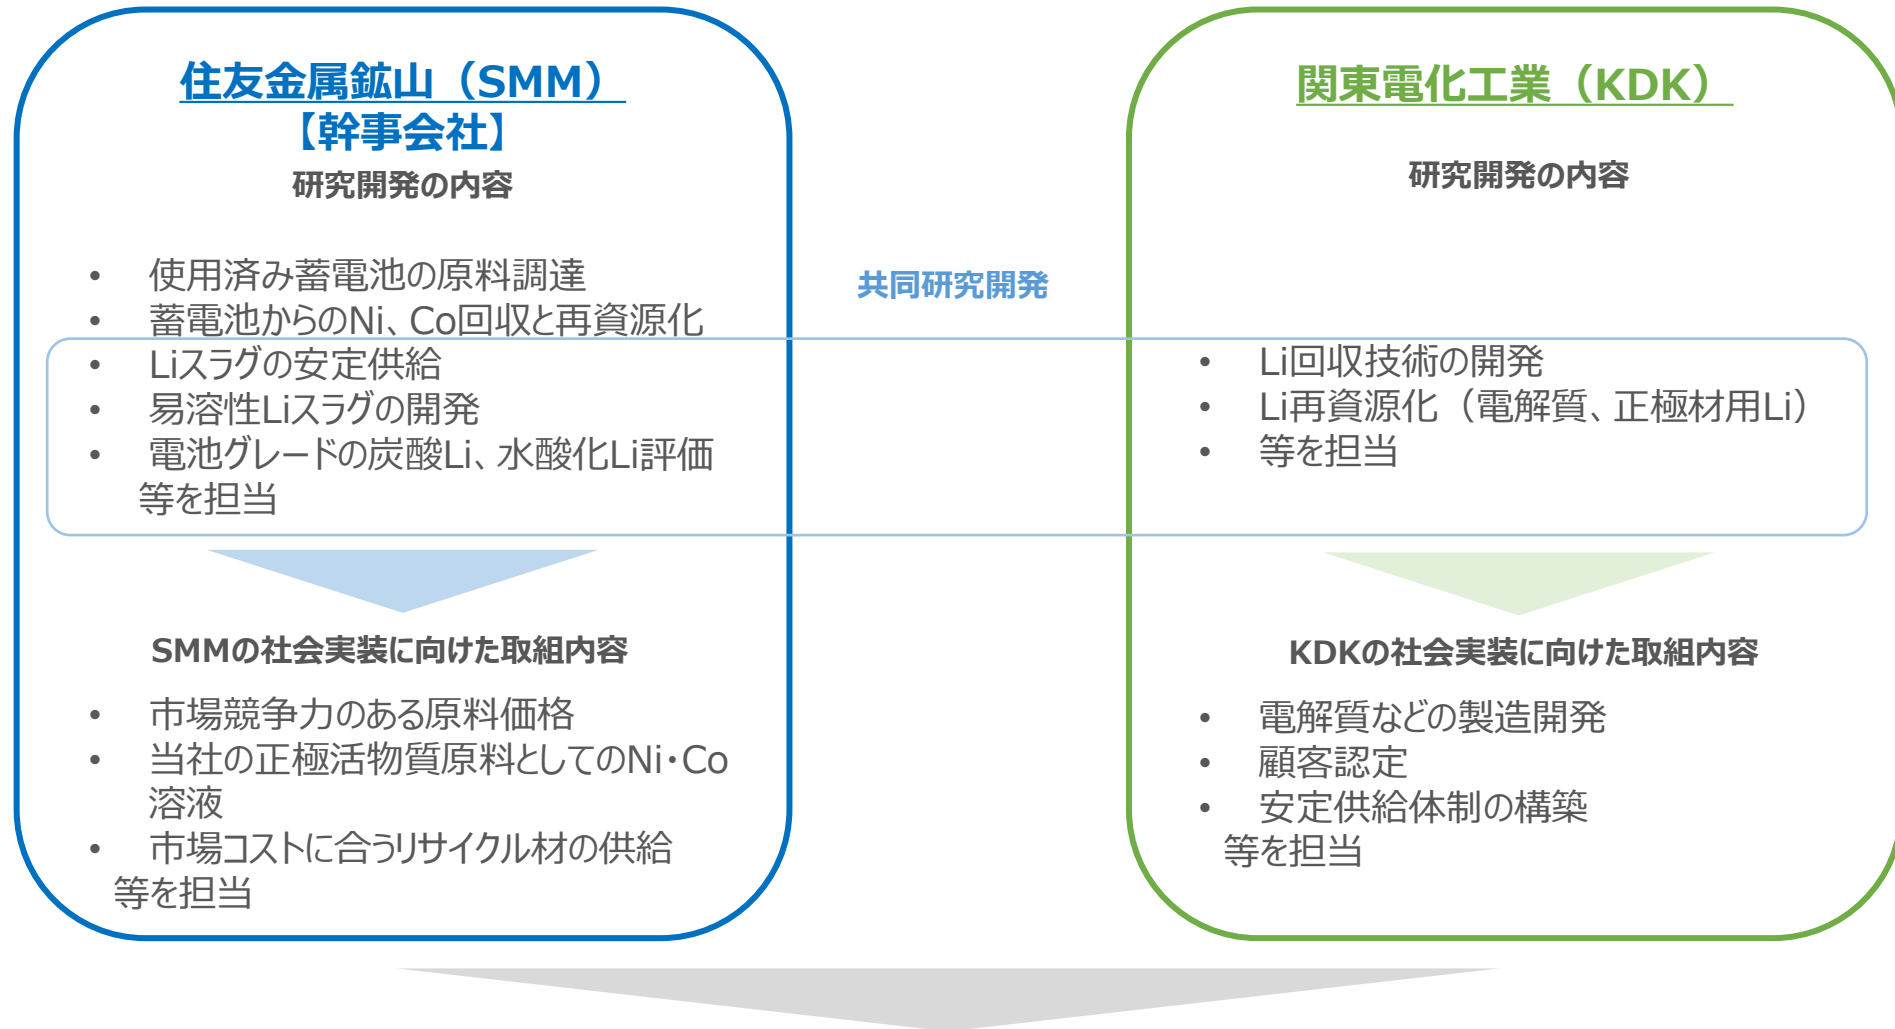 住友金属鉱山（SMM）
【幹事会社】
研究開発の内容
• 使用済み蓄電池の原料調達
• 蓄電池からのNi、Co回収と再資源化
• Liスラグの安定供給
• 易溶性Liスラグの開発
• 電池グレードの炭酸Li、水酸化Li評価
等を担当
SMMの社会実装に向けた取組内容
• 市場競争力のある原料価格
• 当社の正極活物質原料としてのNi・Co
溶液
• 市場コストに合うリサイクル材の供給
等を担当
共同研究開発
関東電化工業（KDK）
研究開発の内容
• Li回収技術の開発
• Li再資源化（電解質、正極材用Li）
• 等を担当
KDKの社会実装に向けた取組内容
• 電解質などの製造開発
• 顧客認定
• 安定供給体制の構築
等を担当